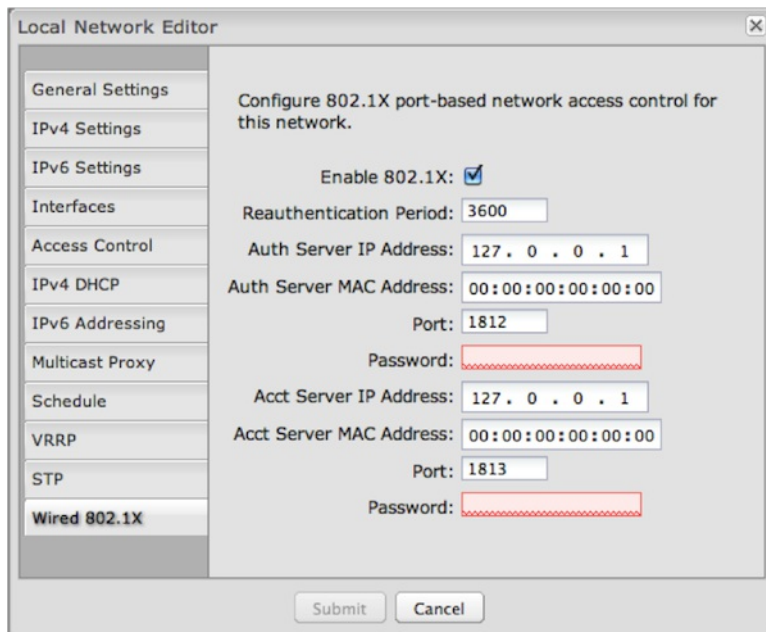 Local Network Editor
General Settings
IPv4 Settings
IPv6 Settings
Interfaces
Access Control
IPv4 DHCP
IPv6 Addressing
Multicast Proxy
Schedule
VRRP
STP
Wired 802.1X
Configure 802.1X port-based network access control for
this network.
Enable 802.1X:
Reauthentication Period: 3600
Auth Server IP Address: 127. 0 . 0 . 1
Auth Server MAC Address: 00:00:00:00:00:00
Port: 1812
Password:
Acct Server IP Address: 127. 0 . 0 . 1
Acct Server MAC Address: 00:00:00:00:00:00
Port: 1813
Password:
Submit Cancel